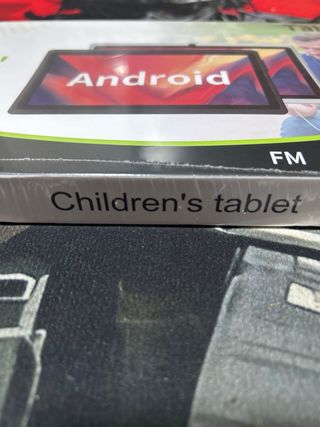 Android
FM
Children's tablet